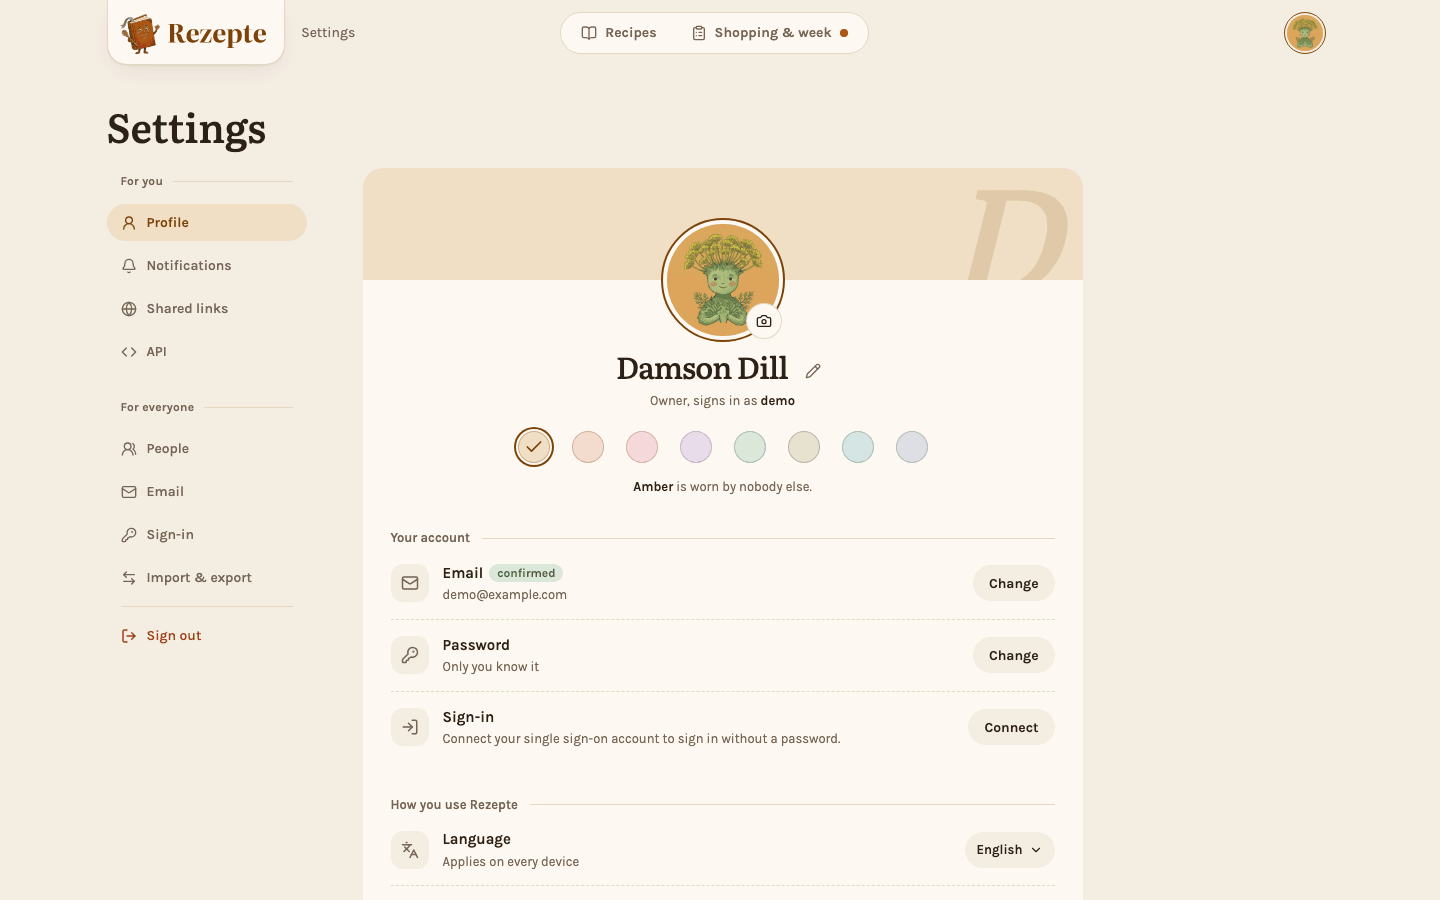 Rezepte
Settings
Recipes
Shopping & week
Settings
For you
Profile
Notifications
Shared links
API
For everyone
People
Email
Sign-in
Import & export
Sign out
D
Damson Dill
Owner, signs in as demo
Amber is worn by nobody else.
Your account
Email confirmed
demo@example.com
Change
Password
Only you know it
Change
Sign-in
Connect your single sign-on account to sign in without a password.
Connect
How you use Rezepte
Language
Applies on every device
English